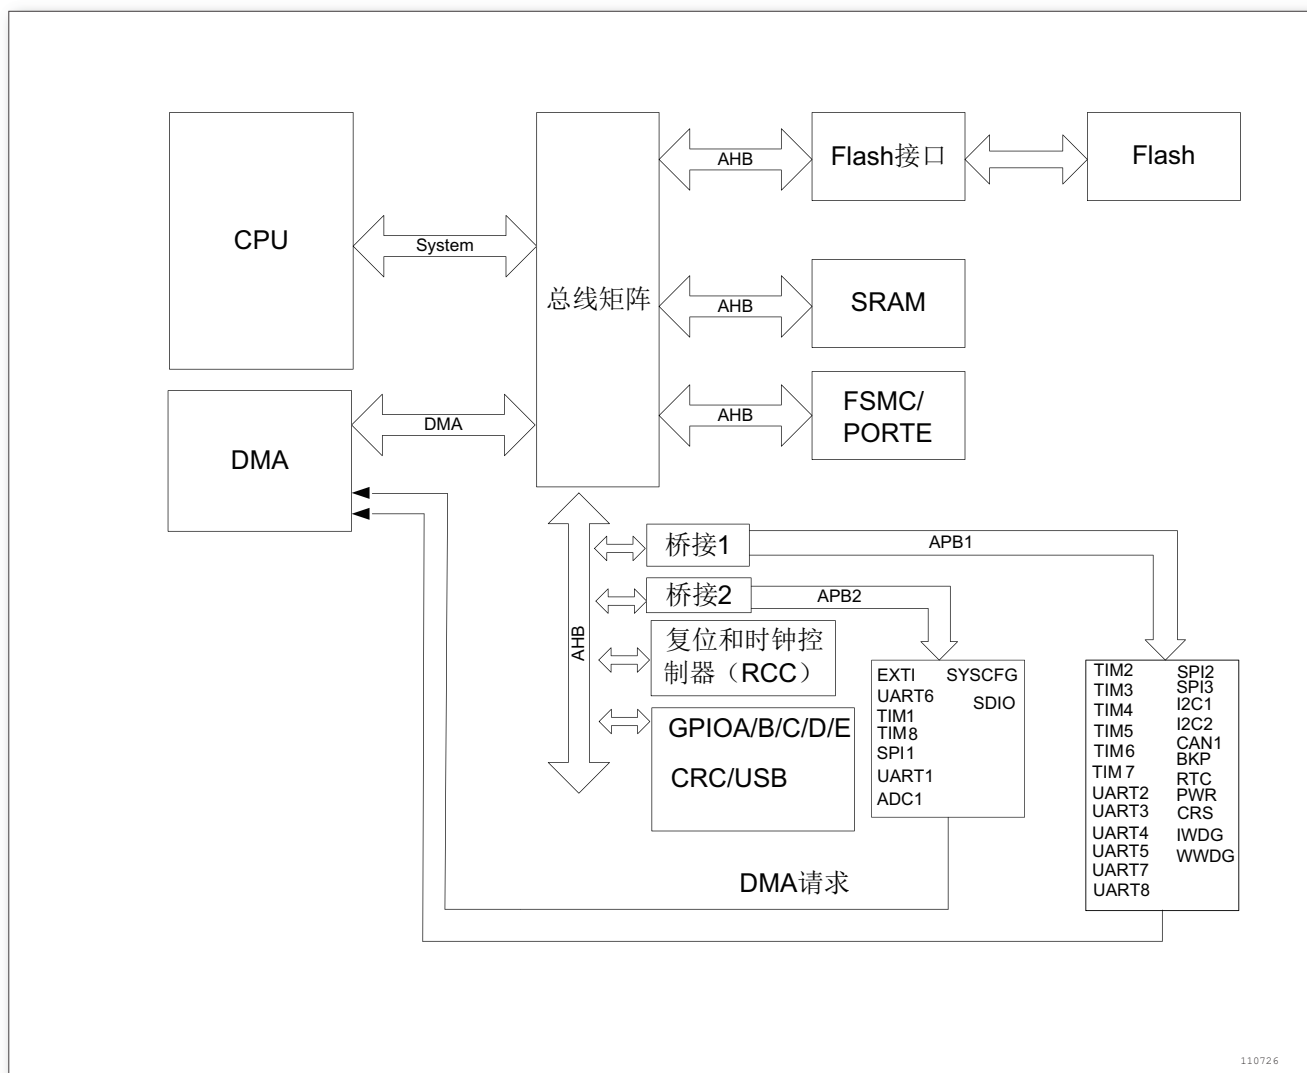 CPU
System
总线矩阵
AHB
Flash接口
Flash
AHB
SRAM
DMA
DMA
AHB
FSMC/
PORTE
AHB
桥接1
APB1
桥接2
APB2
复位和时钟控
制器（RCC）
GPIOA/B/C/D/E
CRC/USB
EXTI
UART6
TIM1
TIM8
SPI1
UART1
ADC1
SYSCFG
SDIO
TIM2
TIM3
TIM4
TIM5
TIM6
TIM7
UART2
UART3
UART4
UART5
UART7
UART8
SPI2
SPI3
I2C1
I2C2
CAN1
BKP
RTC
PWR
CRS
IWDG
WWDG
DMA请求
110726